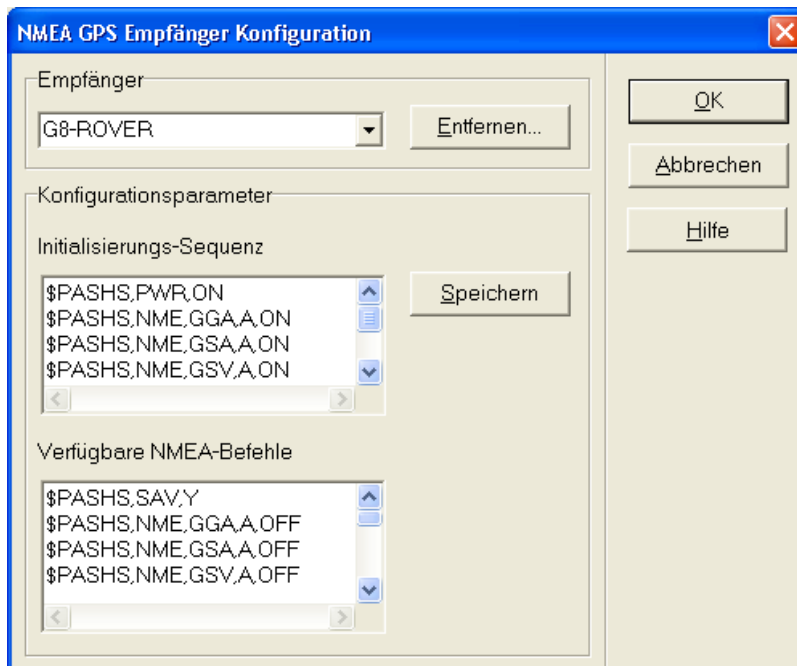 NMEA GPS Empfänger Konfiguration
Empfänger
G8-ROVER
Entfernen...
OK
Abbrechen
Hilfe
Konfigurationsparameter
Initialisierungs-Sequenz
$PASHS,PWR,ON
$PASHS,NME,GGA,A,ON
$PASHS,NME,GSA,A,ON
$PASHS,NME,GSV,A,ON
Speichern
Verfügbare NMEA-Befehle
$PASHS,SAV,Y
$PASHS,NME,GGA,A,OFF
$PASHS,NME,GSA,A,OFF
$PASHS,NME,GSV,A,OFF